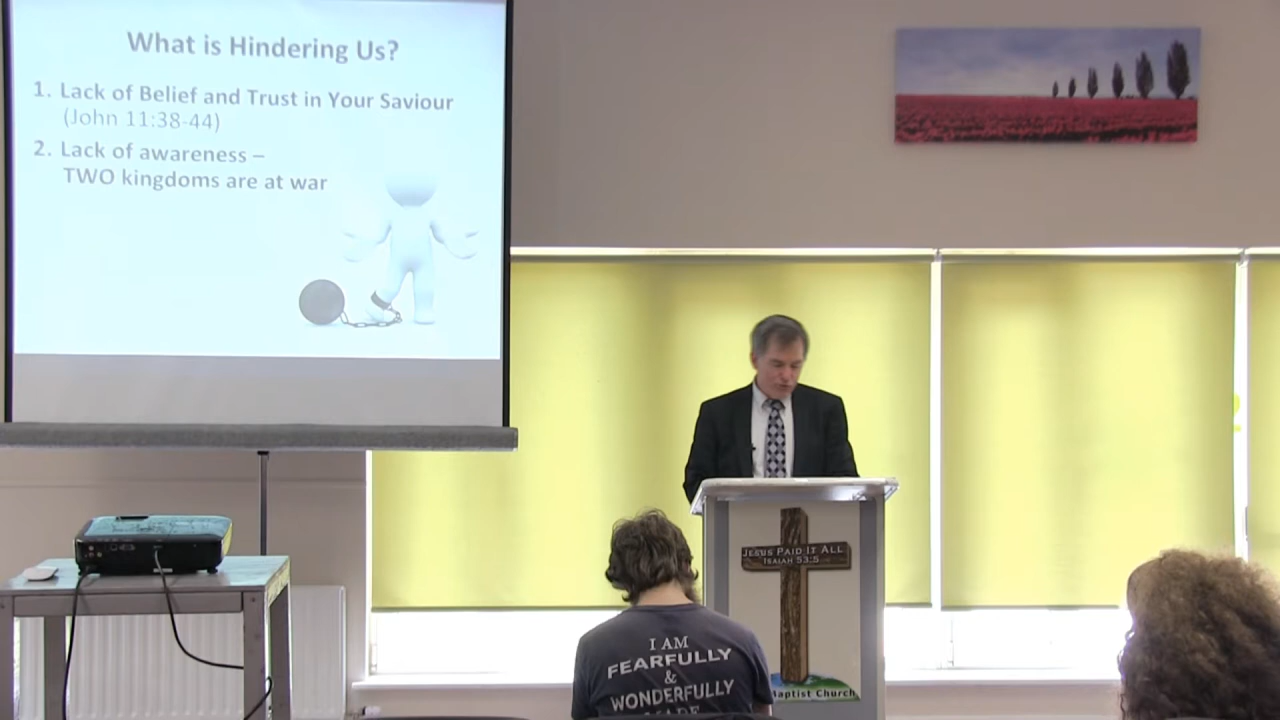 What is Hindering Us?
1. Lack of Belief and Trust in Your Saviour
(John 11:38-44)
2. Lack of awareness –
TWO kingdoms are at war
JESUS PAID IT ALL
ISAIAH 53:5
Baptist Church
I AM
FEARFULLY
&
WONDERFULLY
MADE